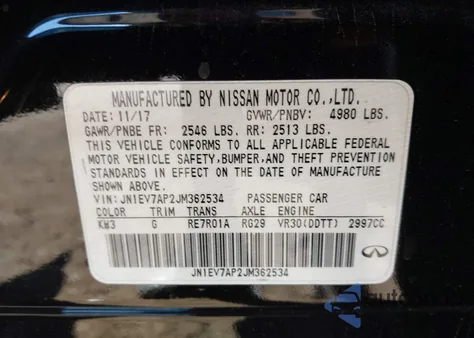 MANUFACTURED BY NISSAN MOTOR CO.,LTD.
DATE: 11/17 GVWR/PNBV: 4980 LBS.
GAWR/PNBE FR: 2546 LBS. RR: 2513 LBS.
THIS VEHICLE CONFORMS TO ALL APPLICABLE FEDERAL
MOTOR VEHICLE SAFETY, BUMPER, AND THEFT PREVENTION
STANDARDS IN EFFECT ON THE DATE OF MANUFACTURE
SHOWN ABOVE.
VIN: JN1EV7AP2JM362534 PASSENGER CAR
COLOR TRIM TRANS AXLE ENGINE
KH3 G RE7R01A RG29 VR30(DDTT) 2997CC
JN1EV7AP2JM362534